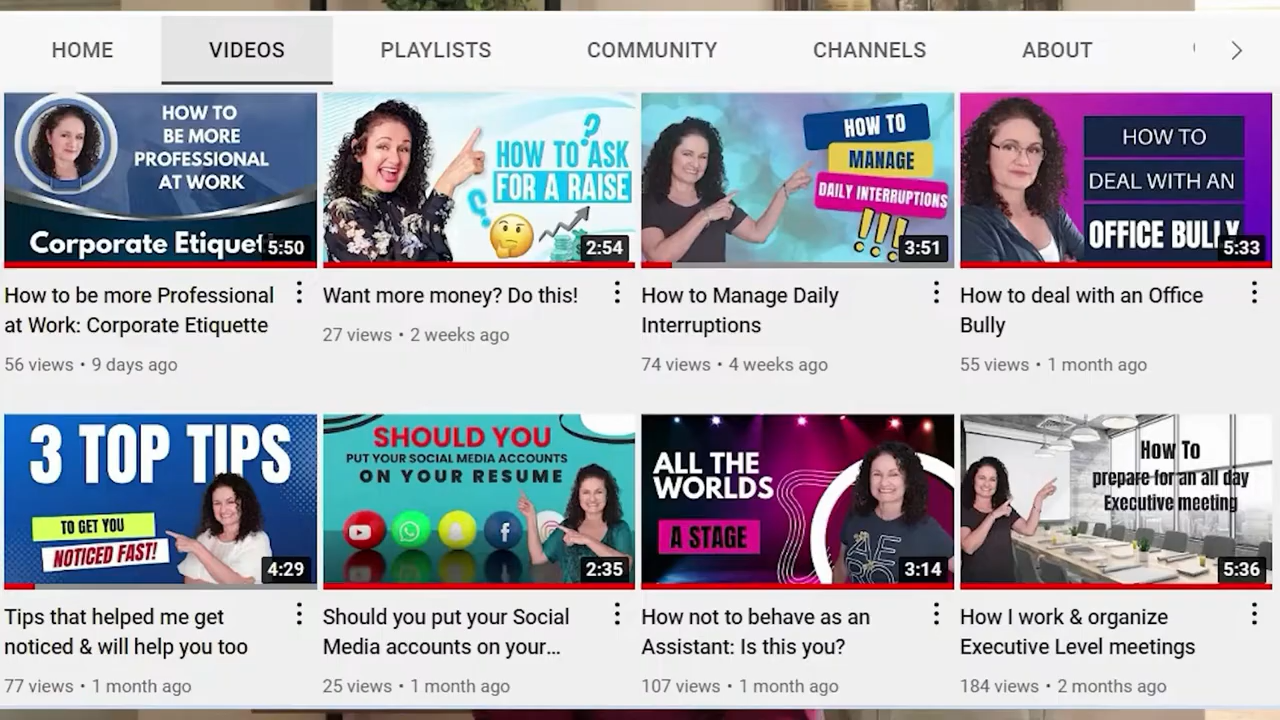 HOME VIDEOS PLAYLISTS COMMUNITY CHANNELS ABOUT
HOW TO
BE MORE
PROFESSIONAL
AT WORK
Corporate
5:50
HOW TO ASK
FOR A RAISE
2:54
HOW TO
MANAGE
DAILY INTERRUPTIONS
!!!
3:51
HOW TO
DEAL WITH AN
OFFICE BULLY
5:33
How to be more Professional
at Work: Corporate Etiquette
56 views • 9 days ago
Want more money? Do this!
27 views • 2 weeks ago
How to Manage Daily
Interruptions
74 views • 4 weeks ago
How to deal with an Office
Bully
55 views • 1 month ago
3 TOP TIPS
TO GET YOU
NOTICED FAST!
4:29
SHOULD YOU
PUT YOUR SOCIAL MEDIA ACCOUNTS
ON YOUR RESUME
2:35
ALL THE
WORLDS
A STAGE
AE
RO
3:14
How To
prepare for an all day
Executive meeting
5:36
Tips that helped me get
noticed & will help you too
77 views • 1 month ago
Should you put your Social
Media accounts on your...
25 views • 1 month ago
How not to behave as an
Assistant: Is this you?
107 views • 1 month ago
How I work & organize
Executive Level meetings
184 views • 2 months ago